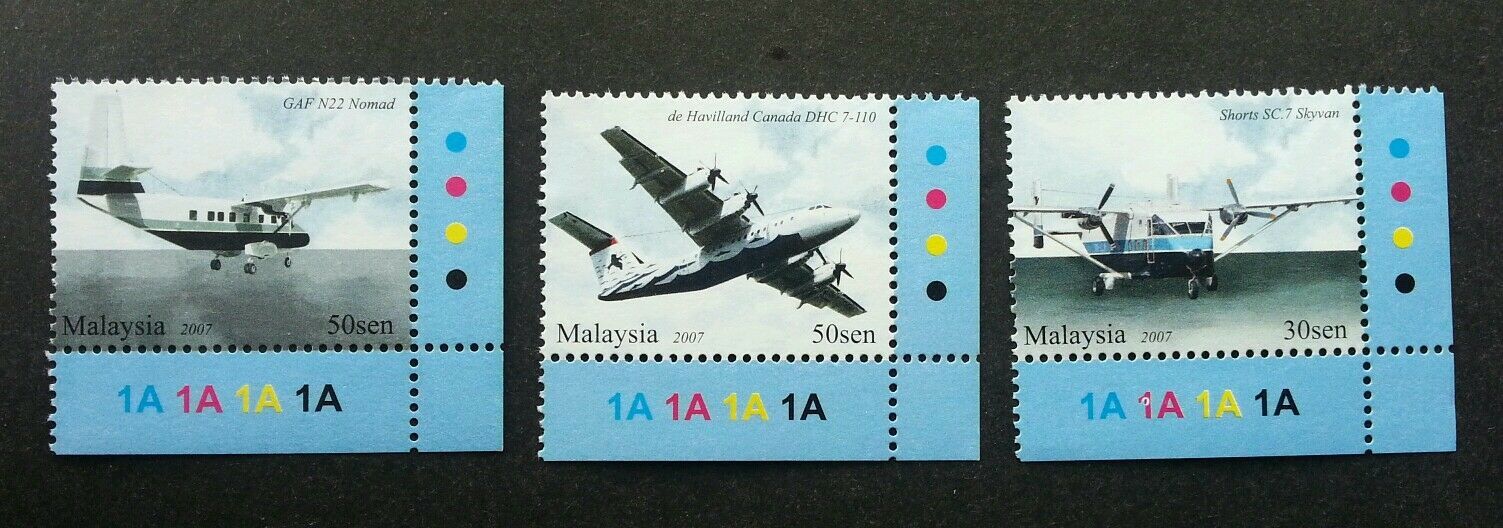 GAF N22 Nomad
Malaysia 2007 50sen
1A 1A 1A 1A
de Havilland Canada DHC 7-110
Malaysia 2007 50sen
1A 1A 1A 1A
Shorts SC.7 Skyvan
Malaysia 2007 30sen
1A 1A 1A 1A